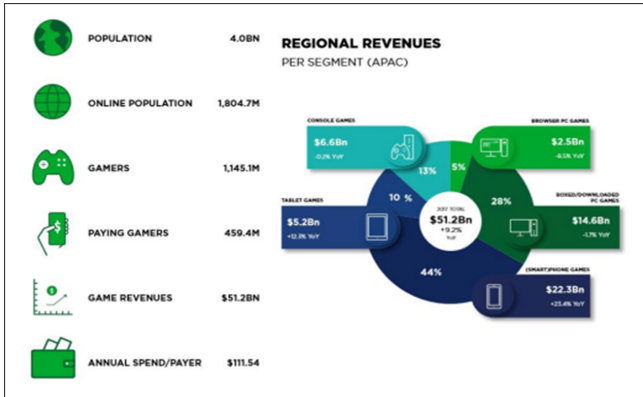 POPULATION 4.0BN
ONLINE POPULATION 1,804.7M
GAMERS 1,145.1M
PAYING GAMERS 459.4M
GAME REVENUES $51.2BN
ANNUAL SPEND/PAYER $111.54
REGIONAL REVENUES
PER SEGMENT (APAC)
CONSOLE GAMES
$6.6Bn
-0.2% YoY
13%
BROWSER PC GAMES
$2.5Bn
-8.5% YoY
5%
TABLET GAMES
$5.2Bn
+12.3% YoY
10 %
2017 TOTAL
$51.2Bn
+9.2%
YoY
BOXED/DOWNLOADED
PC GAMES
$14.6Bn
-1.7% YoY
28%
44%
(SMART)PHONE GAMES
$22.3Bn
+23.4% YoY